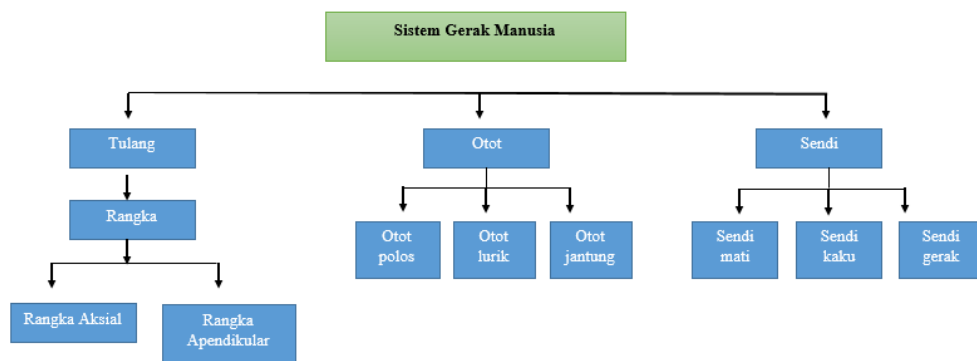 Sistem Gerak Manusia
Tulang
Otot
Sendi
Rangka
Otot
polos
Otot
lurik
Otot
jantung
Sendi
mati
Sendi
kaku
Sendi
gerak
Rangka Aksial
Rangka
Apendikular